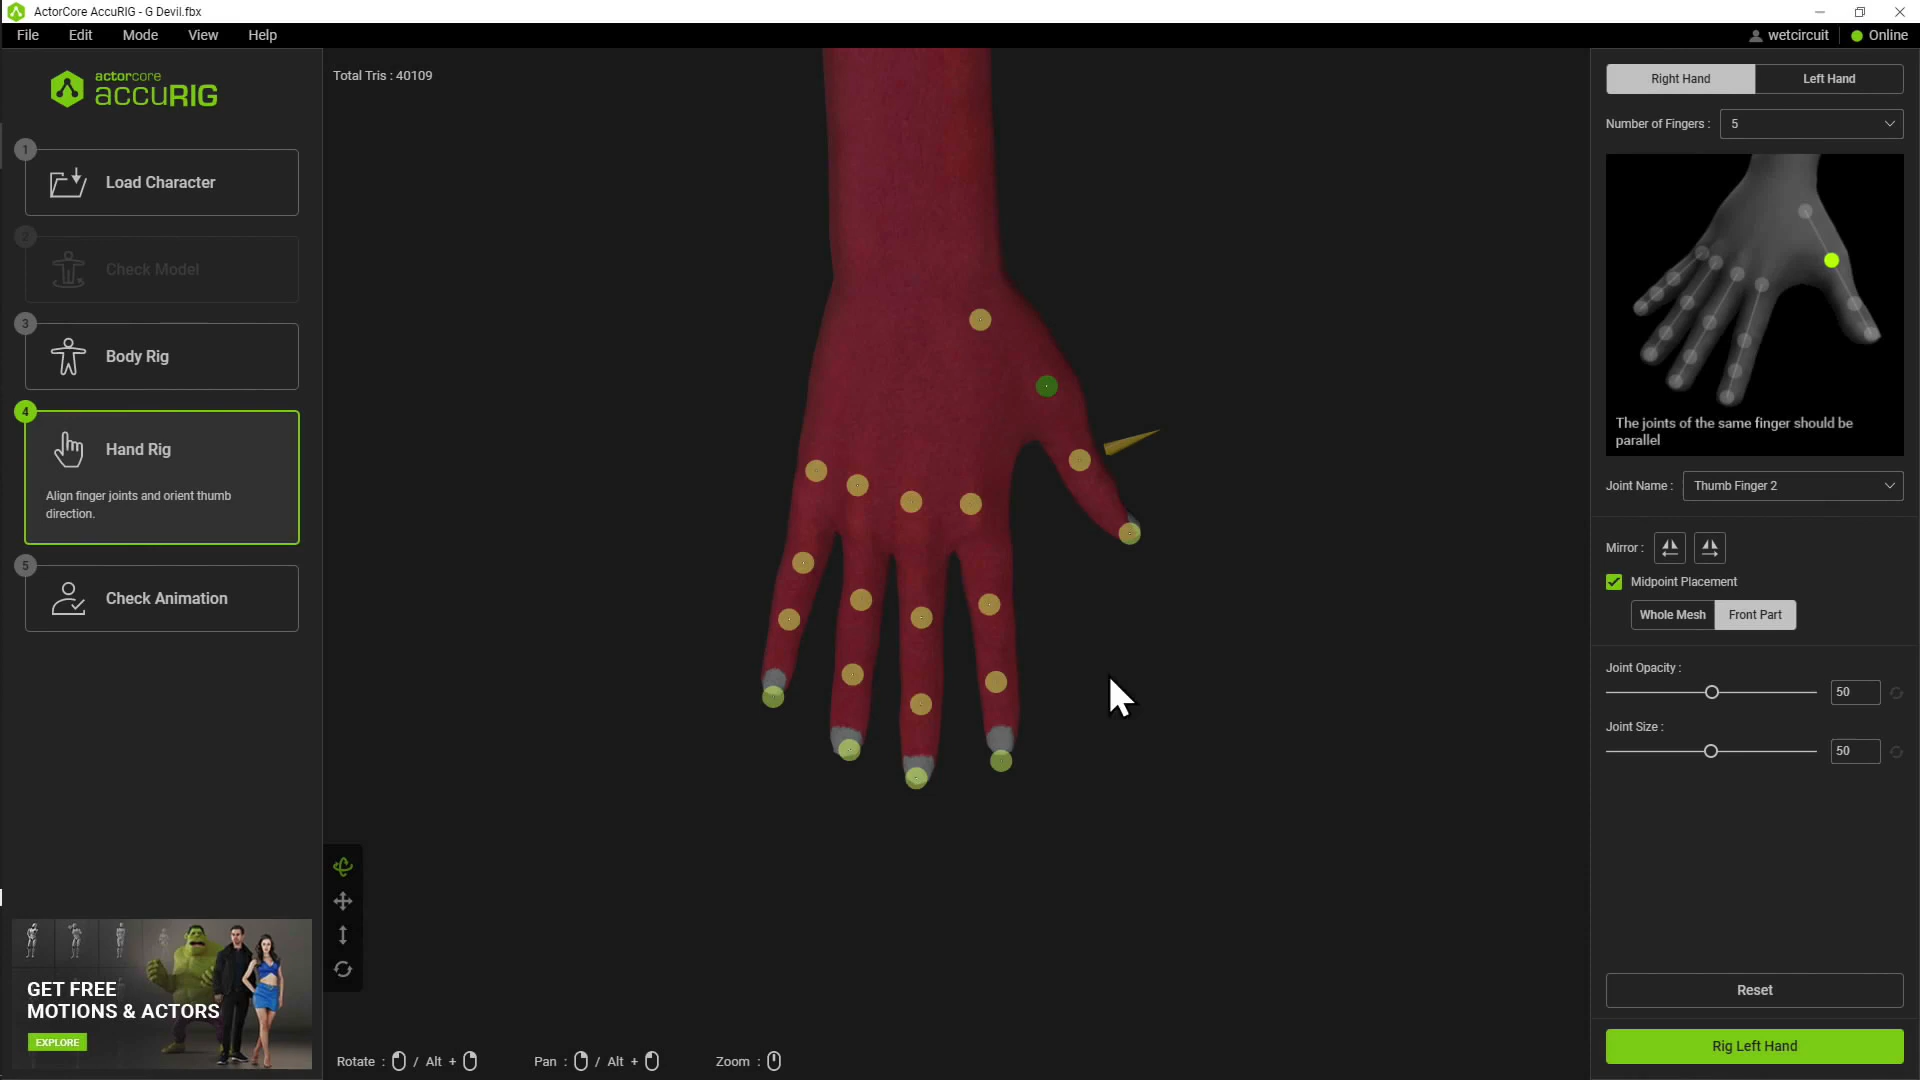 ActorCore AccuRIG - G Devil.fbx
File Edit Mode View Help
wetcircuit Online
actorcore
accuRIG
1
Load Character
2
Check Model
3
Body Rig
4
Hand Rig
Align finger joints and orient thumb
direction.
5
Check Animation
GET FREE
MOTIONS & ACTORS
EXPLORE
Total Tris : 40109
Rotate : / Alt + Pan : / Alt + Zoom :
Right Hand Left Hand
Number of Fingers : 5
The joints of the same finger should be
parallel
Joint Name : Thumb Finger 2
Mirror :
Midpoint Placement
Whole Mesh Front Part
Joint Opacity :
50
Joint Size :
50
Reset
Rig Left Hand